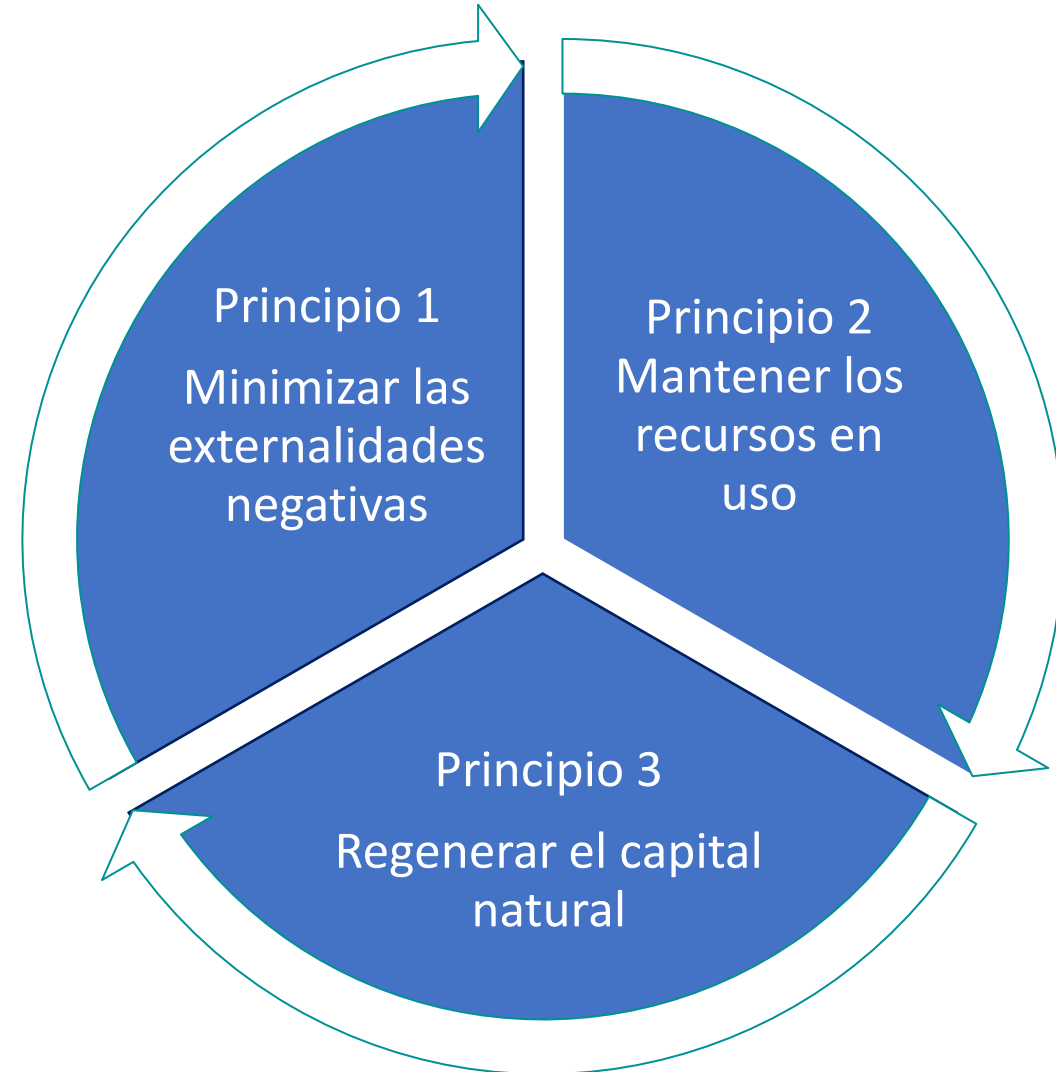 Principio 1
Minimizar las
externalidades
negativas
Principio 2
Mantener los
recursos en
uso
Principio 3
Regenerar el capital
natural